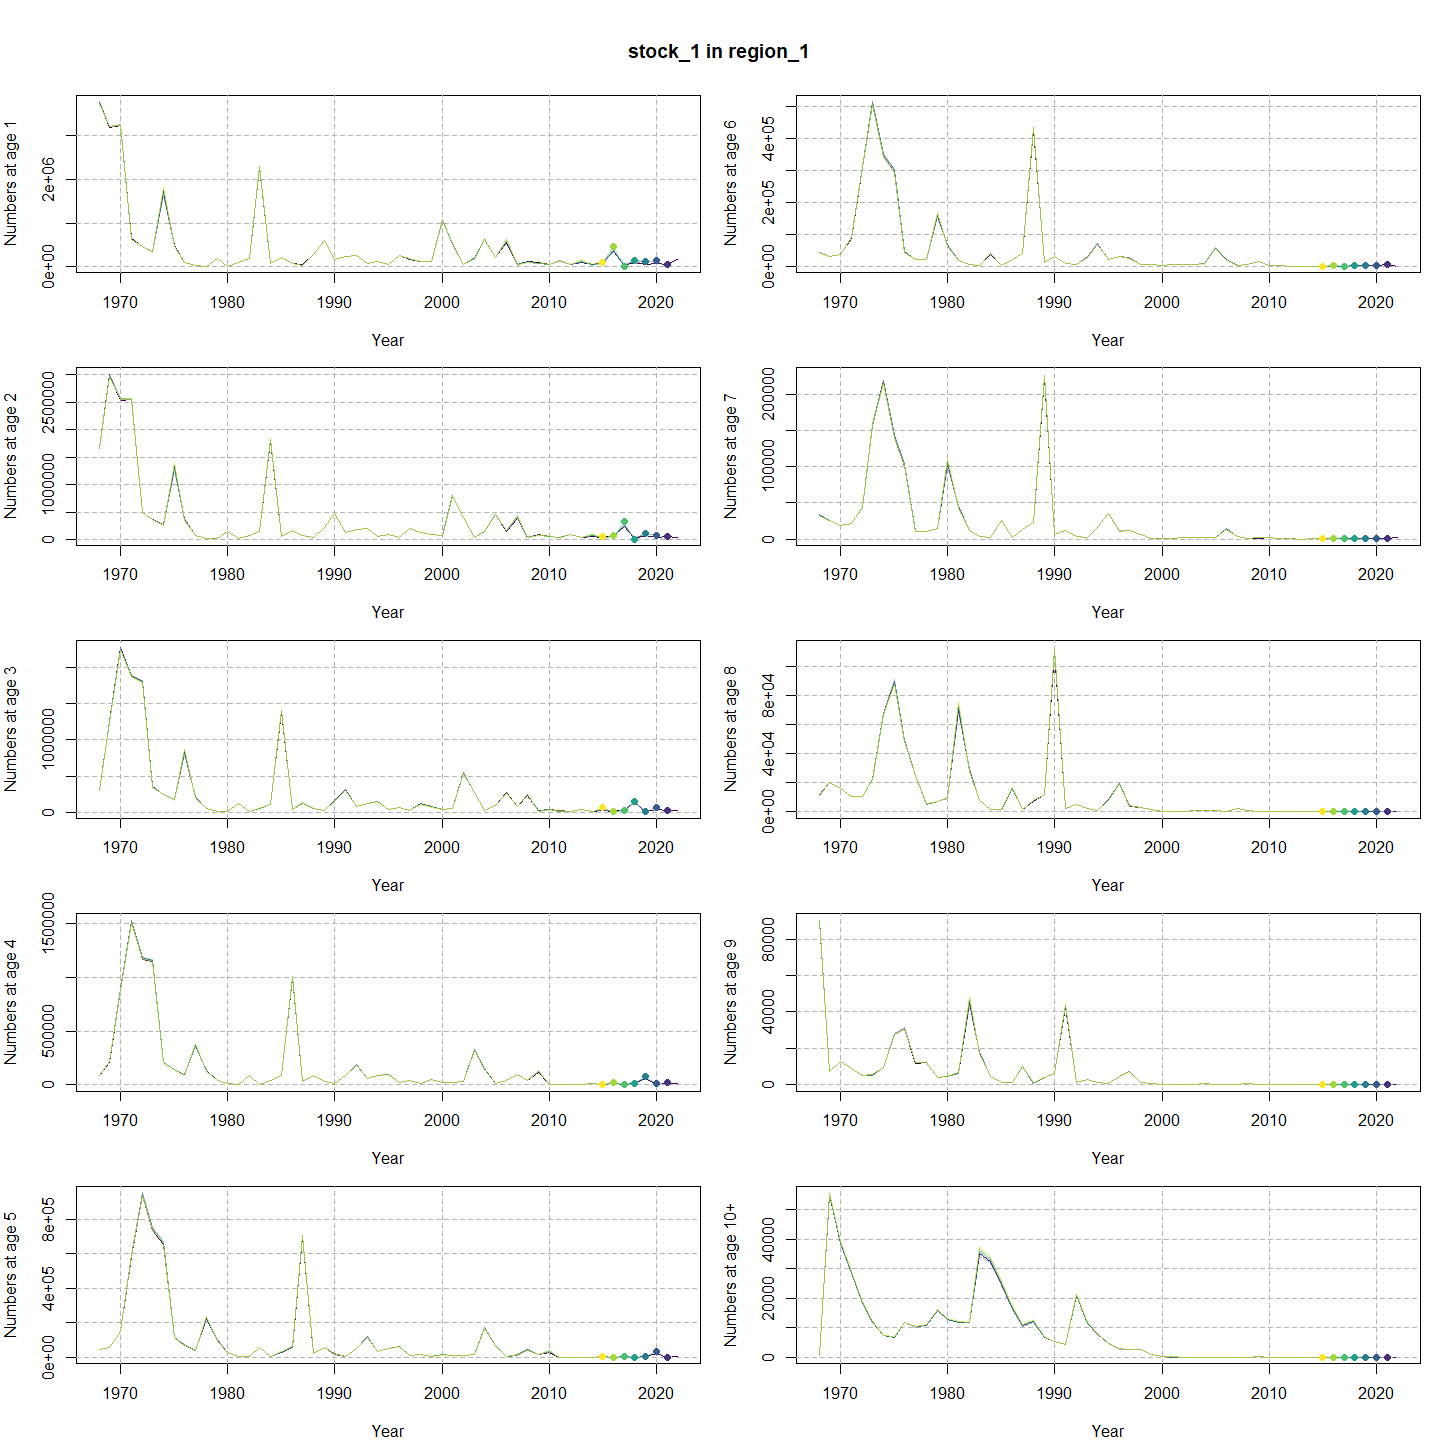 stock_1 in region_1
Numbers at age 1
0e+00 2e+06
1970 1980 1990 2000 2010 2020
Year
Numbers at age 6
0e+00 2e+05 4e+05
1970 1980 1990 2000 2010 2020
Year
Numbers at age 2
0 1000000 2500000
1970 1980 1990 2000 2010 2020
Year
Numbers at age 7
0 100000 200000
1970 1980 1990 2000 2010 2020
Year
Numbers at age 3
0 1000000
1970 1980 1990 2000 2010 2020
Year
Numbers at age 8
0e+00 4e+04 8e+04
1970 1980 1990 2000 2010 2020
Year
Numbers at age 4
0 500000 1500000
1970 1980 1990 2000 2010 2020
Year
Numbers at age 9
0 40000 80000
1970 1980 1990 2000 2010 2020
Year
Numbers at age 5
0e+00 4e+05 8e+05
1970 1980 1990 2000 2010 2020
Year
Numbers at age 10+
0 20000 40000
1970 1980 1990 2000 2010 2020
Year